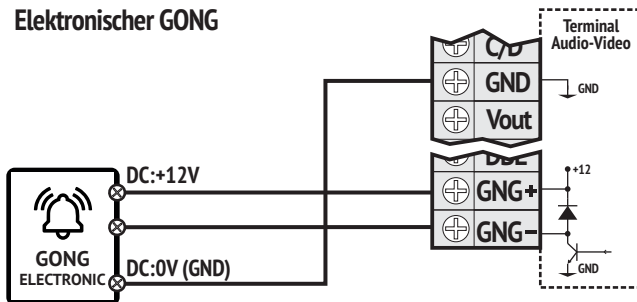 Elektronischer GONG
Terminal
Audio-Video
C/D
GND
GND
Vout
DC:+12V
+12
GNG+
GNG-
GONG
ELECTRONIC
DC:0V (GND)
GND